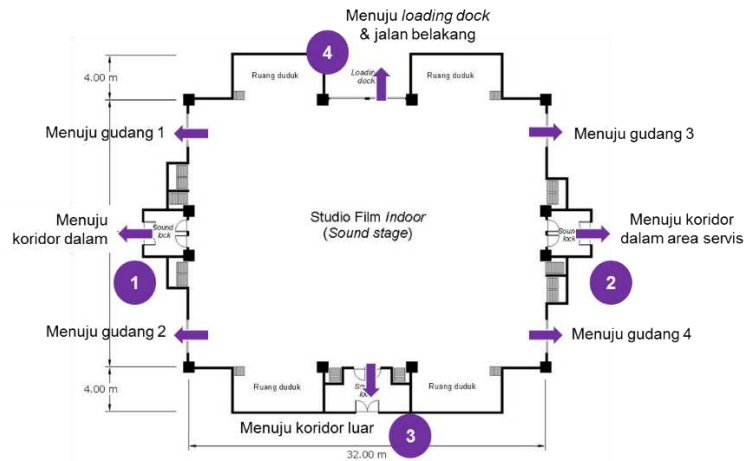 Menuju loading dock
& jalan belakang
4
4.00 m
Ruang duduk
Loading
dock
Ruang duduk
Menuju gudang 1
Menuju gudang 3
Menuju
koridor dalam
Sound
lock
Studio Film Indoor
(Sound stage)
Sound
lock
Menuju koridor
dalam area servis
1
2
Menuju gudang 2
Menuju gudang 4
4.00 m
Ruang duduk
Ruang duduk
Menuju koridor luar
3
32.00 m